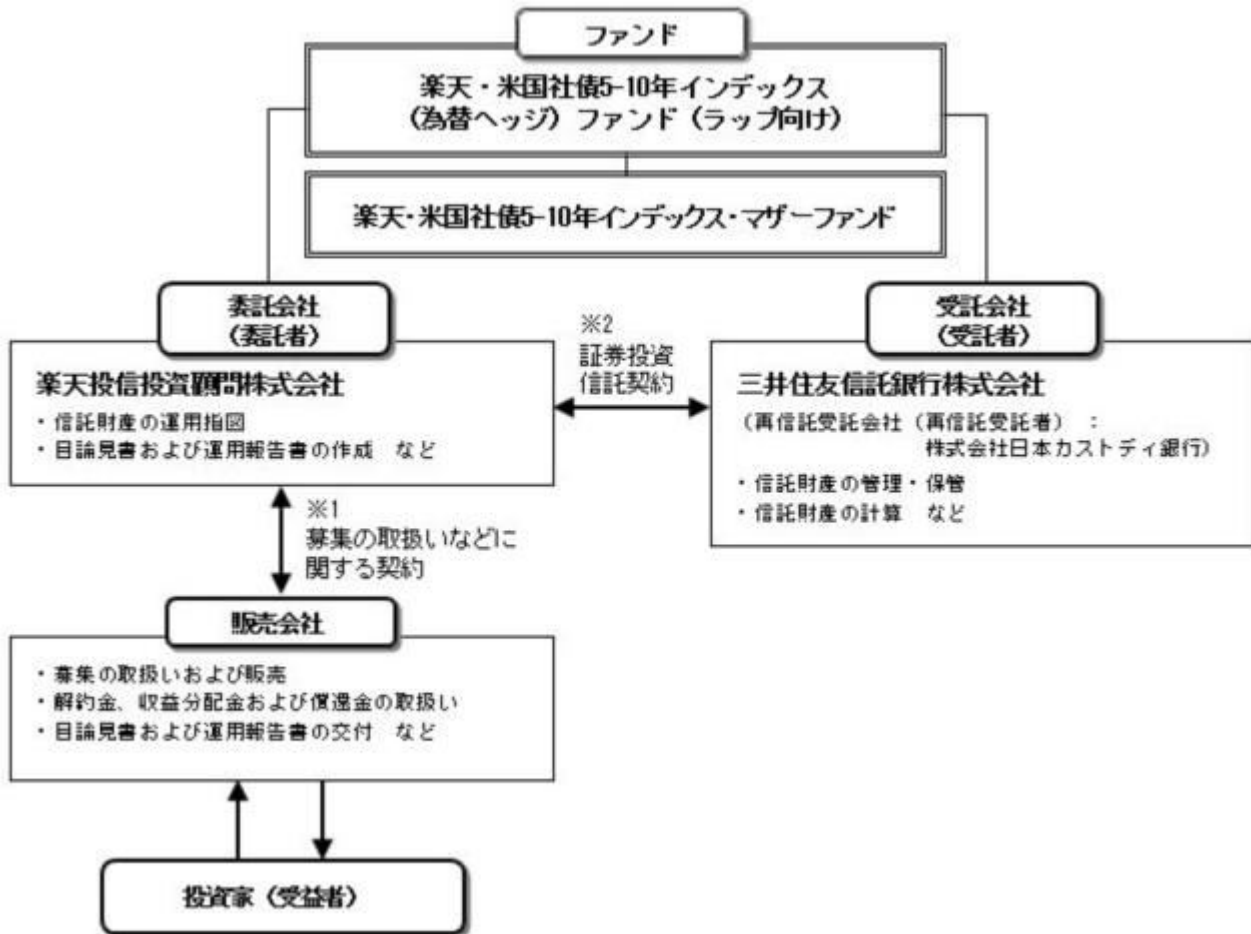 ファンド
楽天・米国社債5-10年インデックス
（為替ヘッジ）ファンド（ラップ向け）
楽天・米国社債5-10年インデックス・マザーファンド
委託会社
（委託者）
楽天投信投資顧問株式会社
・信託財産の運用指図
・目論見書および運用報告書の作成　など
※2
証券投資
信託契約
受託会社
（受託者）
三井住友信託銀行株式会社
（再信託受託会社（再信託受託者）：
株式会社日本カストディ銀行）
・信託財産の管理・保管
・信託財産の計算　など
※1
募集の取扱いなどに
関する契約
販売会社
・募集の取扱いおよび販売
・解約金、収益分配金および償還金の取扱い
・目論見書および運用報告書の交付　など
投資家（受益者）